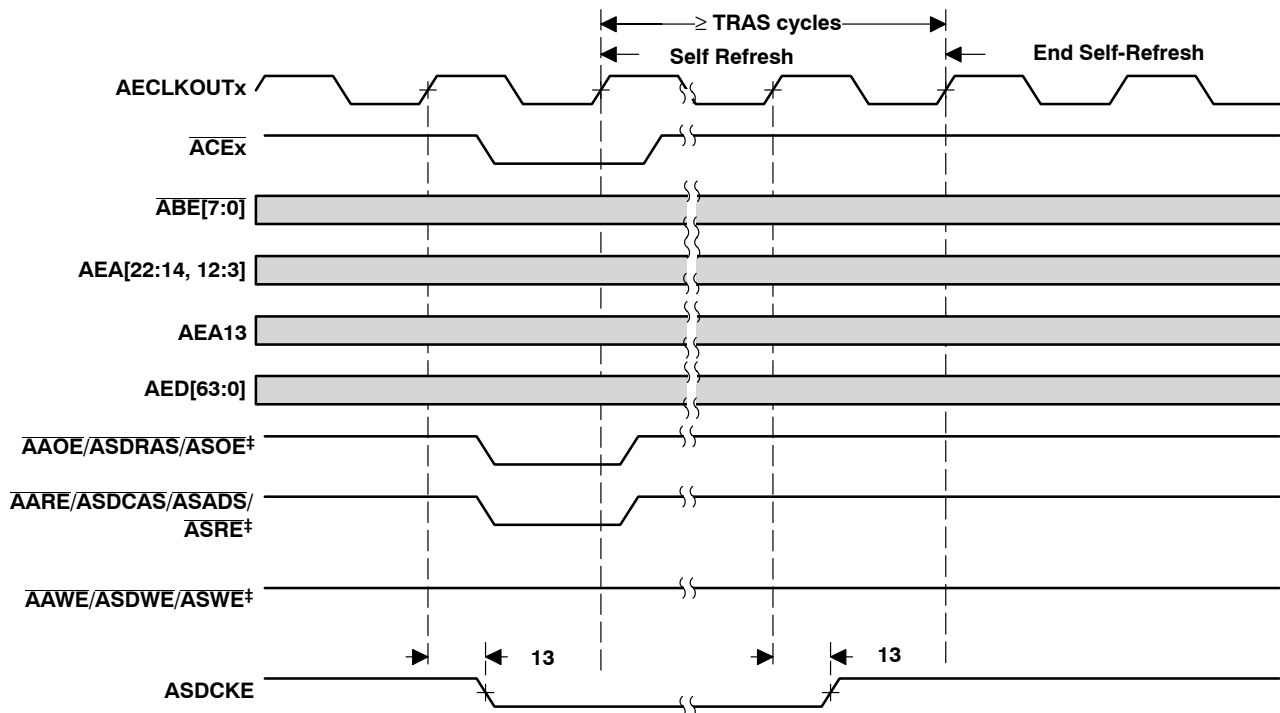 ≥ TRAS cycles
Self Refresh
End Self-Refresh
AECLKOUTx
ACEx
ABE[7:0]
AEA[22:14, 12:3]
AEA13
AED[63:0]
AAOE/ASDRAS/ASOE‡
AARE/ASDCAS/ASADS/
ASRE‡
AAWE/ASDWE/ASWE‡
13
13
ASDCKE